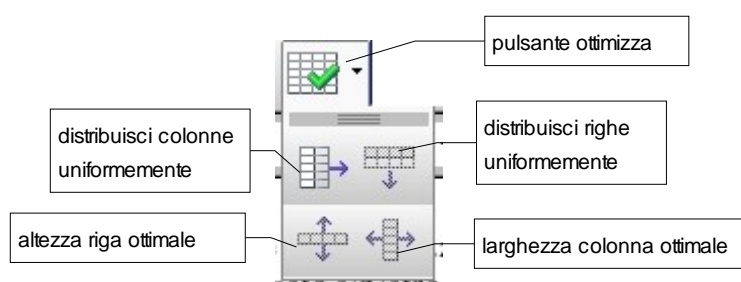 pulsante ottimizza
distribuisci colonne
uniformemente
distribuisci righe
uniformemente
altezza riga ottimale
larghezza colonna ottimale